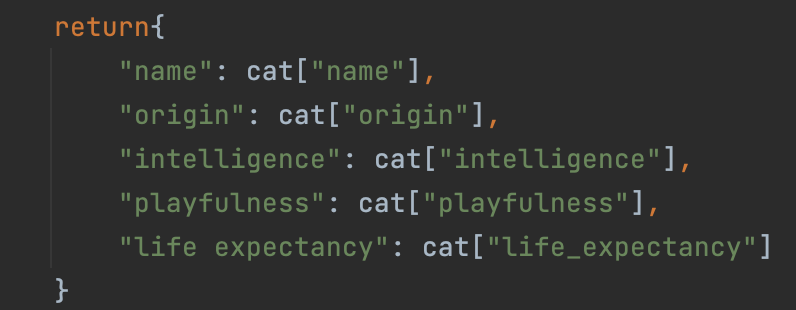 return{
    "name": cat["name"],
    "origin": cat["origin"],
    "intelligence": cat["intelligence"],
    "playfulness": cat["playfulness"],
    "life expectancy": cat["life_expectancy"]
}